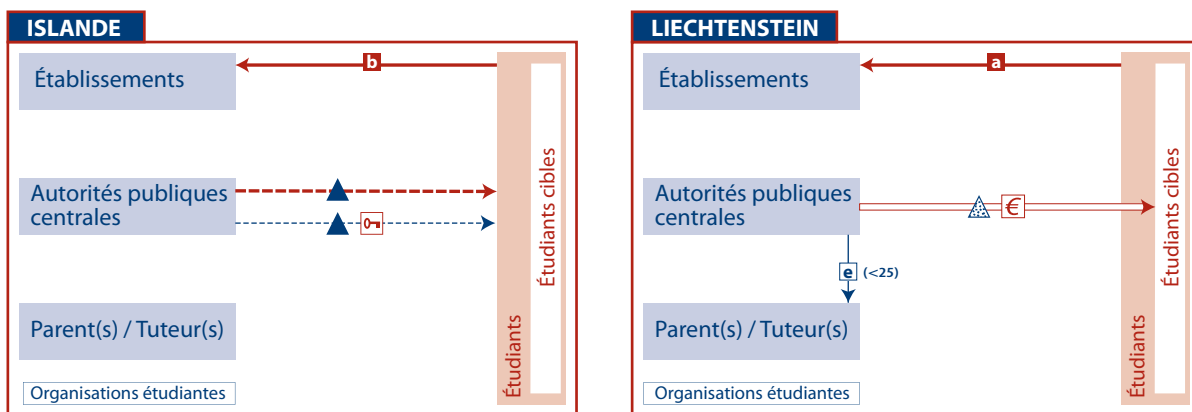 ISLANDE
Établissements
b
Autorités publiques
centrales
Parent(s) / Tuteur(s)
Organisations étudiantes
Étudiants
Étudiants cibles
LIECHTENSTEIN
Établissements
a
Autorités publiques
centrales
€
e (<25)
Parent(s) / Tuteur(s)
Organisations étudiantes
Étudiants
Étudiants cibles